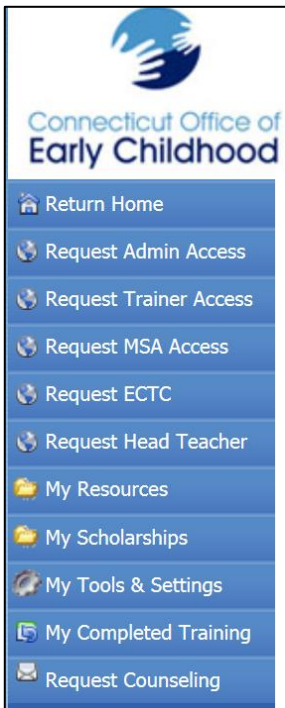 Connecticut Office of
Early Childhood
Return Home
Request Admin Access
Request Trainer Access
Request MSA Access
Request ECTC
Request Head Teacher
My Resources
My Scholarships
My Tools & Settings
My Completed Training
Request Counseling